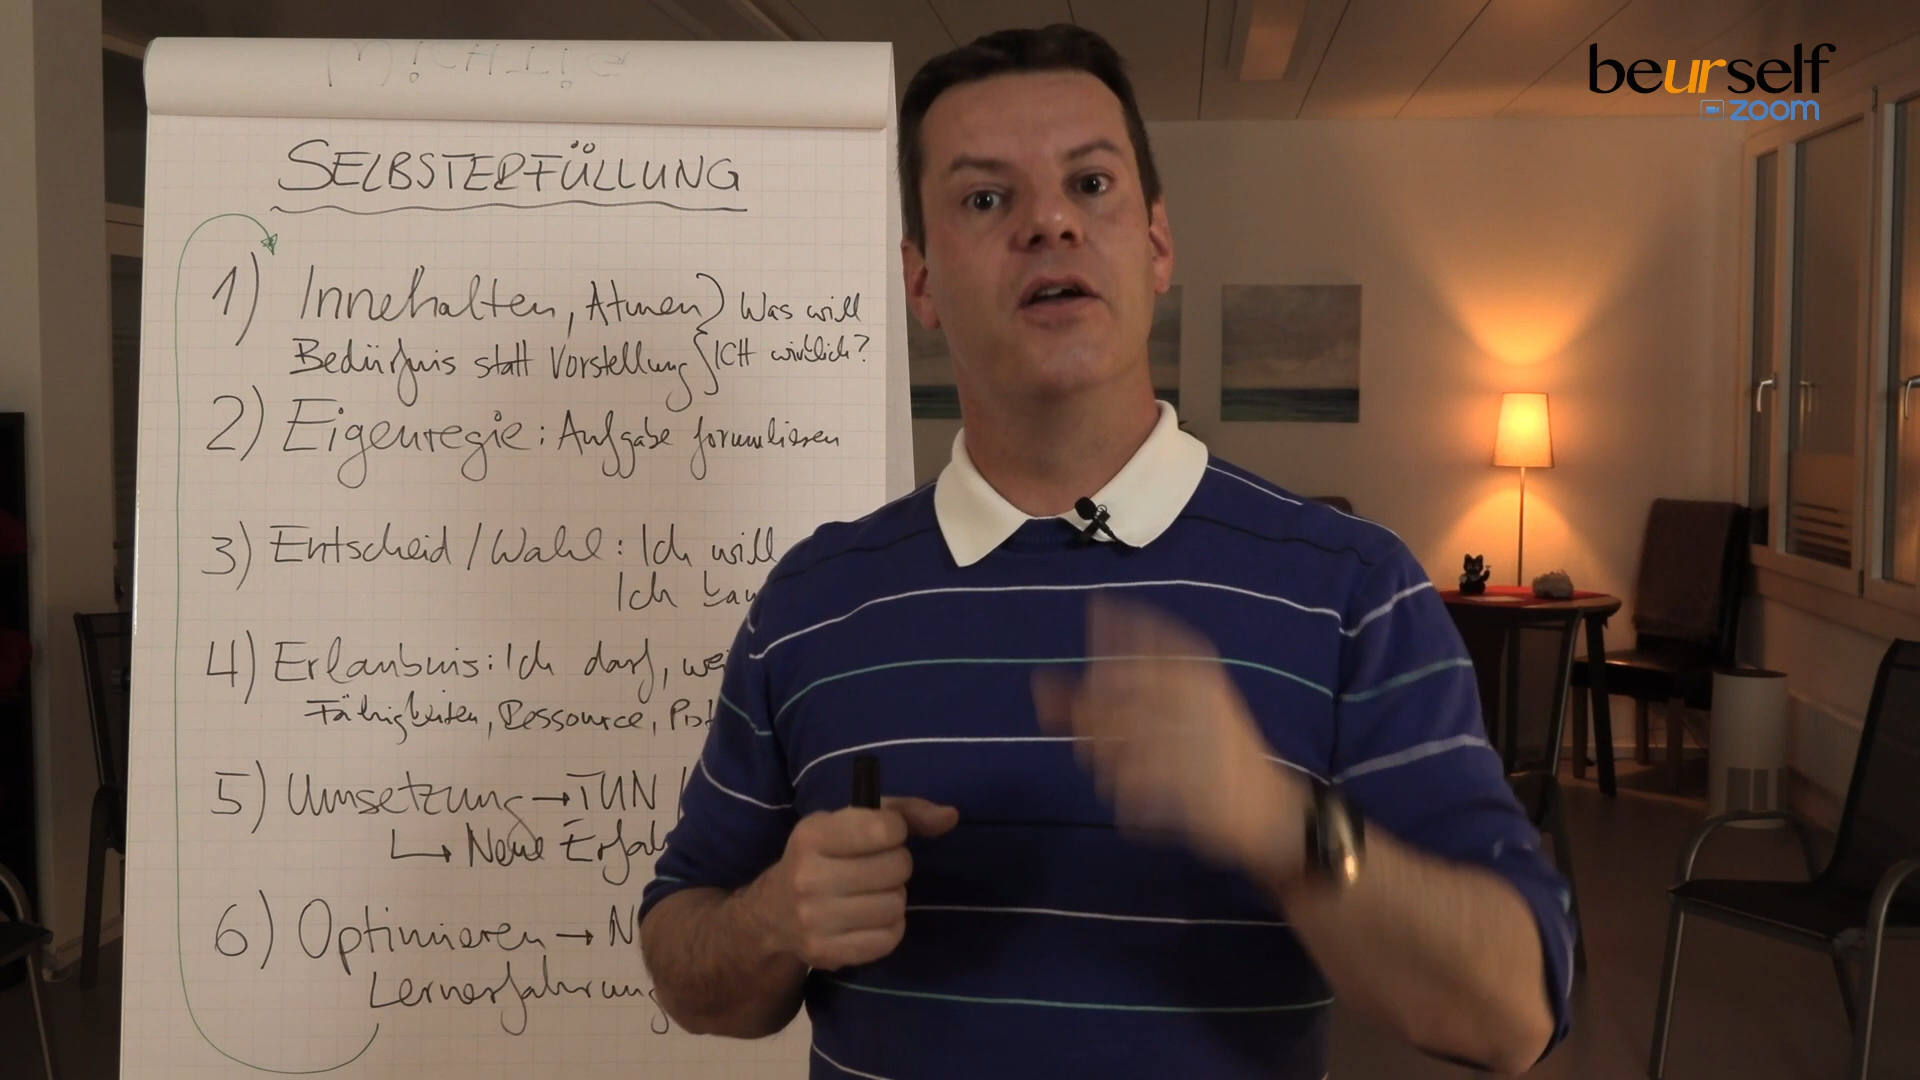 beurself
zoom
SELBSTERFÜLLUNG
1) Innehalten, Atmen } Was will
Bedürfnis statt Vorstellung { ICH wirklich?
2) Eigenregie: Aufgabe formulieren
3) Entscheid / Wahl: Ich will
Ich
4) Erlaubnis: Ich darf,
Fähigkeiten, Ressource,
5) Umsetzung → TUN /
↳ Neue
6) Optimieren →
Lernerfahrung